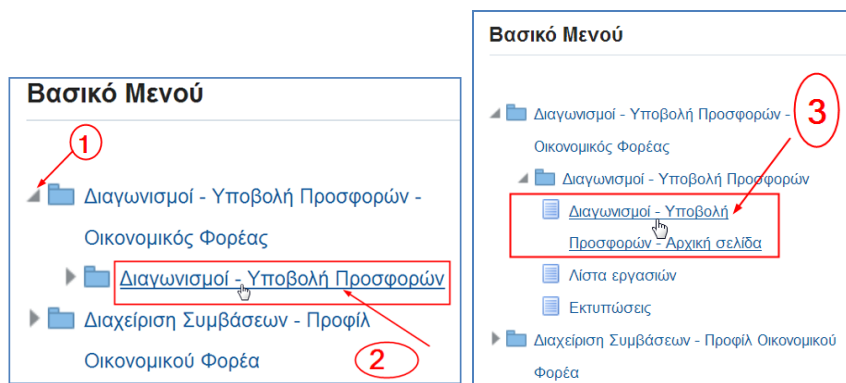 Βασικό Μενού
1
Διαγωνισμοί - Υποβολή Προσφορών -
Οικονομικός Φορέας
Διαγωνισμοί - Υποβολή Προσφορών
Διαχείριση Συμβάσεων - Προφίλ
Οικονομικού Φορέα
2
Βασικό Μενού
3
Διαγωνισμοί - Υποβολή Προσφορών -
Οικονομικός Φορέας
Διαγωνισμοί - Υποβολή Προσφορών
Διαγωνισμοί - Υποβολή
Προσφορών - Αρχική σελίδα
Λίστα εργασιών
Εκτυπώσεις
Διαχείριση Συμβάσεων - Προφίλ Οικονομικού
Φορέα